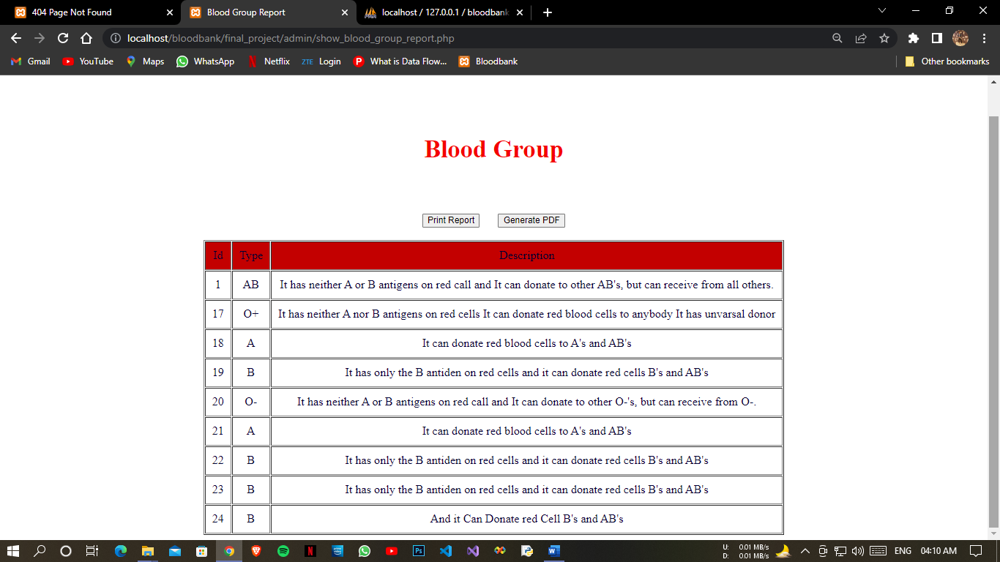 404 Page Not Found
Blood Group Report
localhost / 127.0.0.1 / bloodbank
localhost/bloodbank/final_project/admin/show_blood_group_report.php
Gmail YouTube Maps WhatsApp Netflix ZTE Login What is Data Flow... Bloodbank Other bookmarks
Blood Group
Print Report Generate PDF
Id Type Description
1 AB It has neither A or B antigens on red call and It can donate to other AB's, but can receive from all others.
17 O+ It has neither A nor B antigens on red cells It can donate red blood cells to anybody It has unvarsal donor
18 A It can donate red blood cells to A's and AB's
19 B It has only the B antiden on red cells and it can donate red cells B's and AB's
20 O- It has neither A or B antigens on red call and It can donate to other O-'s, but can receive from O-.
21 A It can donate red blood cells to A's and AB's
22 B It has only the B antiden on red cells and it can donate red cells B's and AB's
23 B It has only the B antiden on red cells and it can donate red cells B's and AB's
24 B And it Can Donate red Cell B's and AB's
U: 0.01 MB/s
D: 0.01 MB/s
ENG 04:10 AM